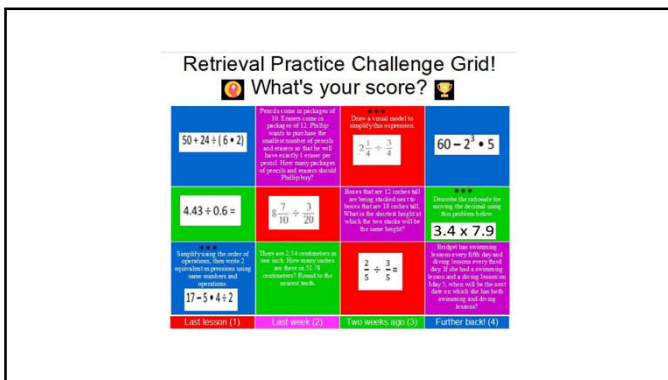 Retrieval Practice Challenge Grid!
What's your score?
50 + 24 ÷ ( 6 • 2)
Pencils come in packages of
10. Erasers come in
packages of 12. Phillip
wants to purchase the
smallest number of pencils
and erasers so that he will
have exactly 1 eraser per
pencil. How many packages
of pencils and erasers should
Phillip buy?
Draw a visual model to
simplify this expression.
2 1/4 ÷ 3/4
60 – 2³ • 5
4.43 ÷ 0.6 =
8 7/10 ÷ 3/20
Boxes that are 12 inches tall
are being stacked next to
boxes that are 18 inches tall.
What is the shortest height at
which the two stacks will be
the same height?
Describe the rationale for
moving the decimal using
this problem below
3.4 x 7.9
Simplify using the order of
operations, then write 2
equivalent expressions using
same numbers and
operations.
17 – 5 • 4 ÷ 2
There are 2.54 centimeters in
one inch. How many inches
are there in 51.78
centimeters? Round to the
nearest tenth.
2/5 ÷ 3/5 =
Bridget has swimming
lessons every fifth day and
diving lessons every third
day. If she had a swimming
lesson and a diving lesson on
May 5, when will be the next
date on which she has both
swimming and diving
lessons?
Last lesson (1)
Last week (2)
Two weeks ago (3)
Further back! (4)